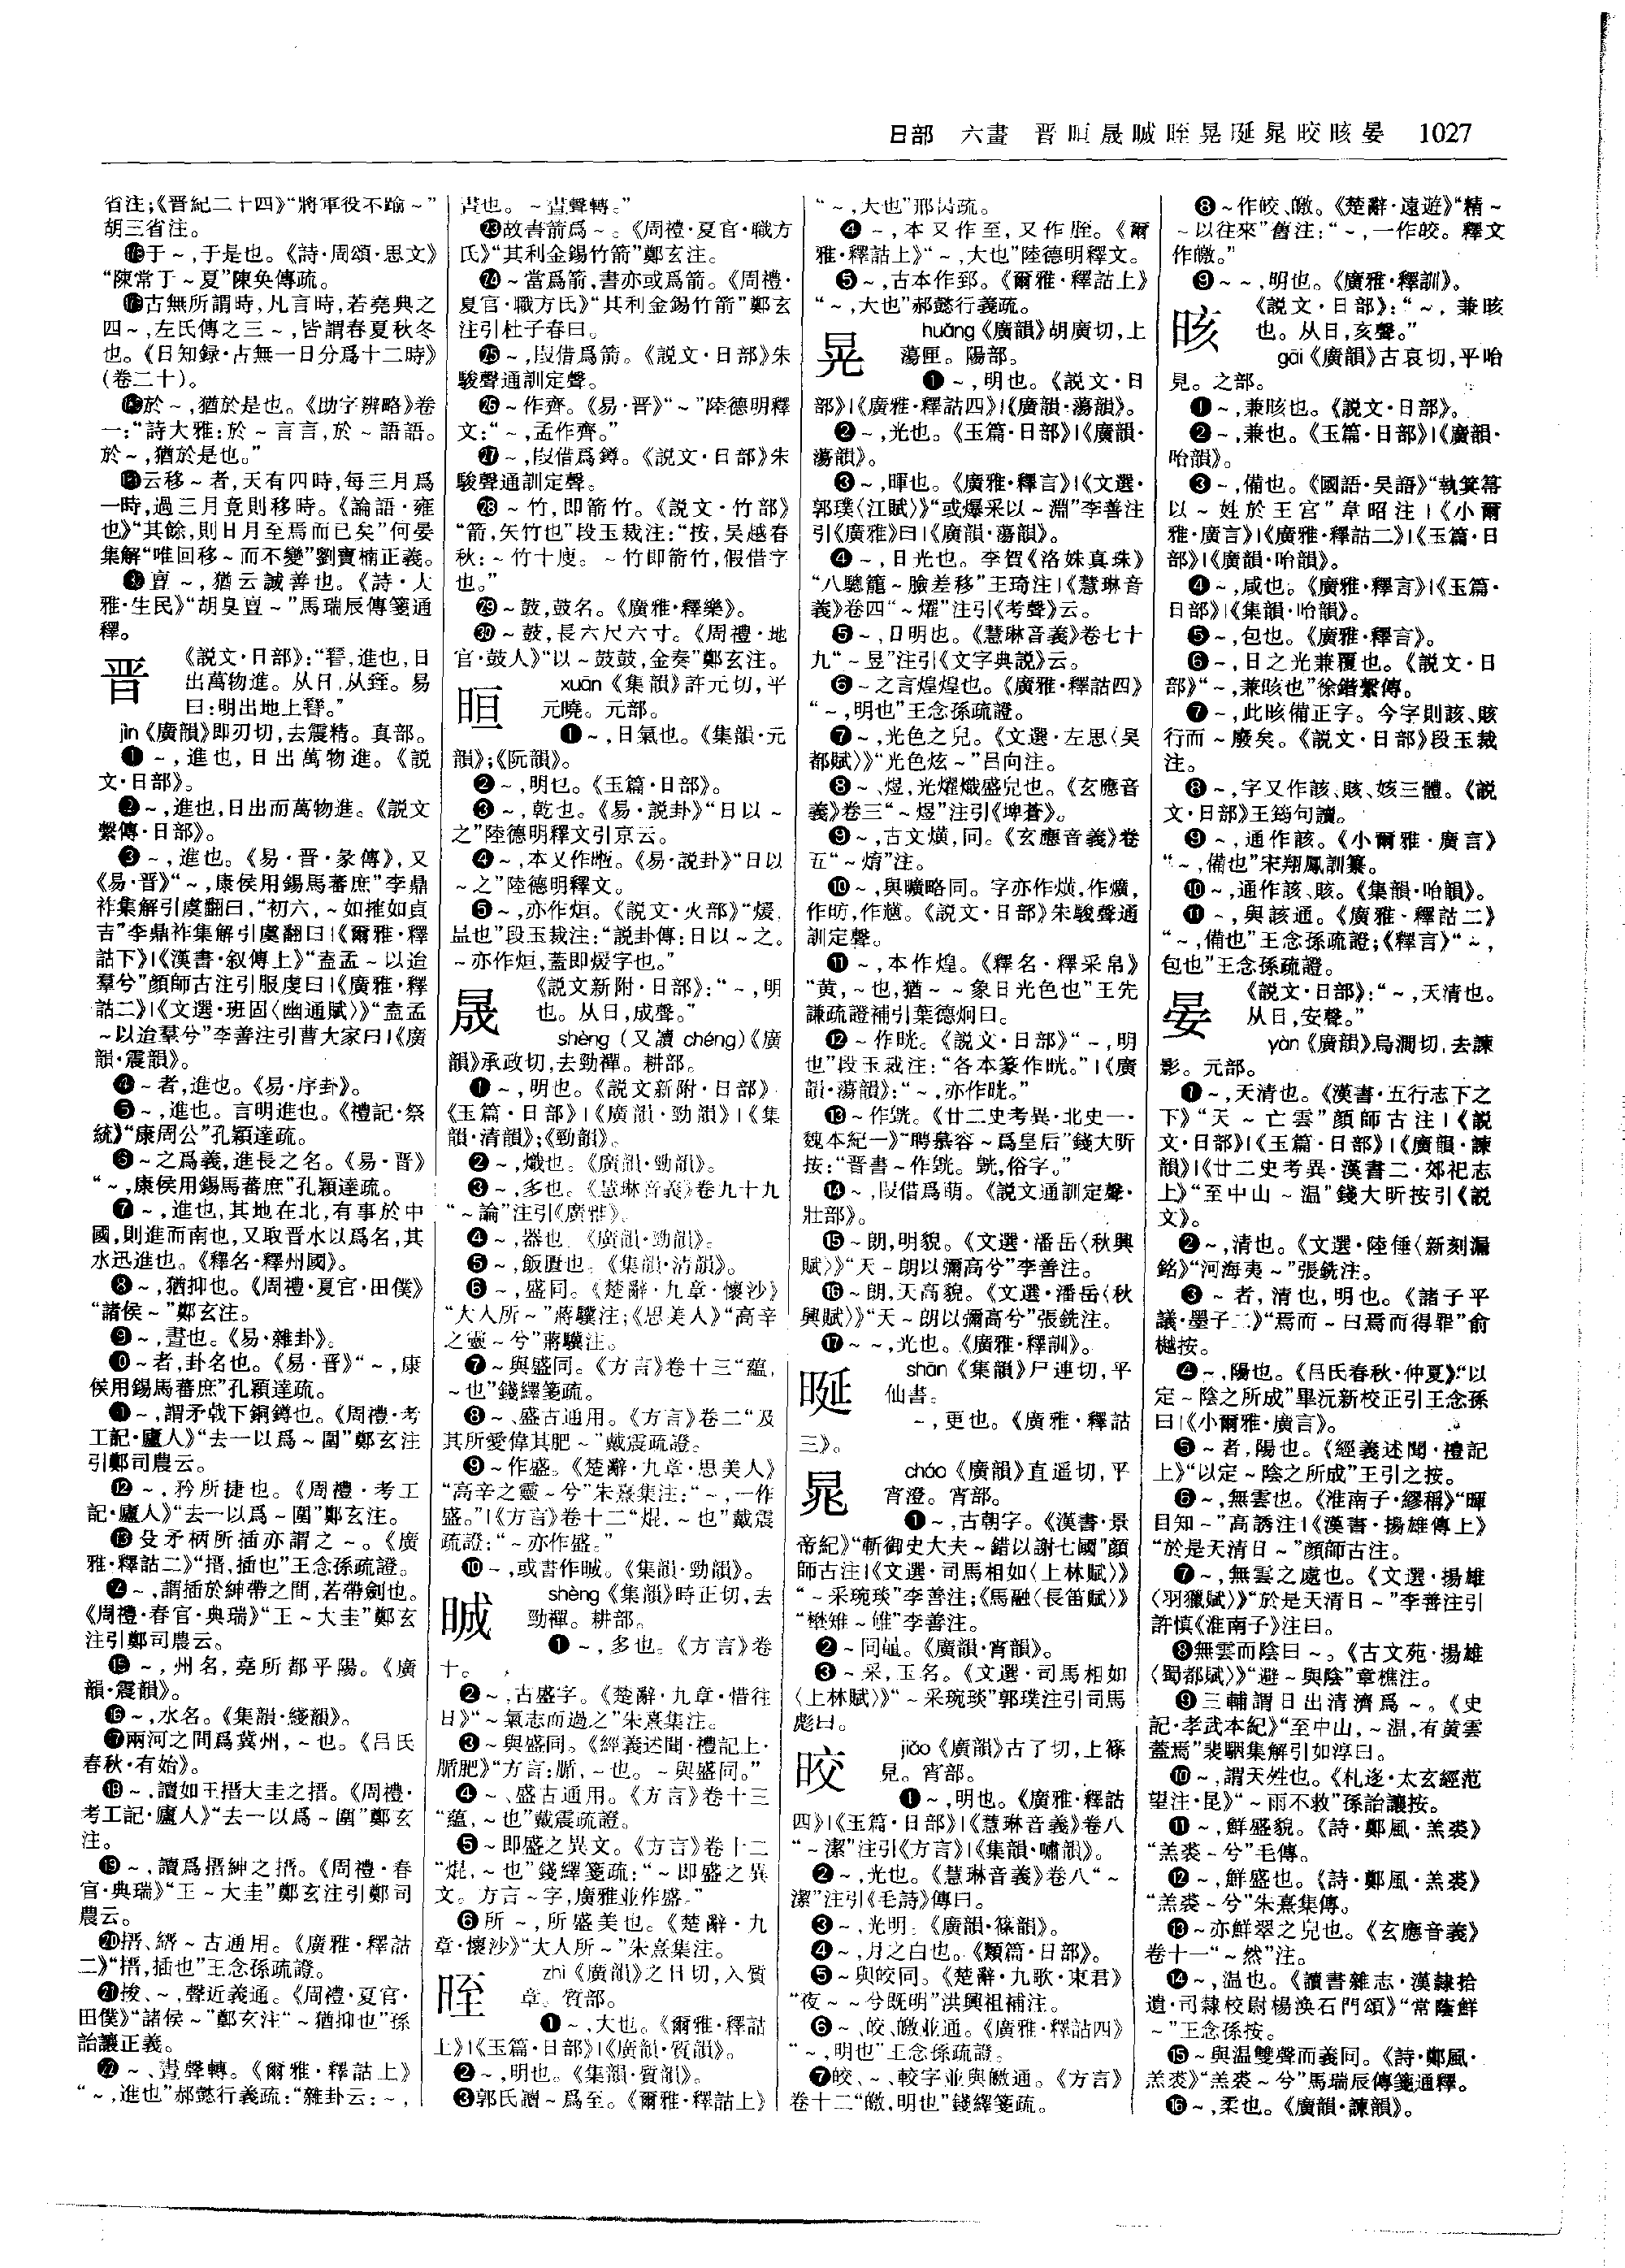 日部　六畫　晋晅晟晠晊晃晲晁晈晐晏　1027
省注；《晋紀二十四》“將軍役不踰～”
胡三省注。
于～，于是也。《詩·周頌·思文》
“陳常于～夏”陳奂傳疏。
古無所謂時，凡言時，若堯典之
四～，左氏傳之三～，皆謂春夏秋冬
也。《日知録·古無一日分爲十二時》
（卷二十）。
於～，猶於是也。《助字辨略》卷
一：“詩大雅：於～言言，於～語語。
於～，猶於是也。”
云移～者，天有四時，每三月爲
一時，過三月竟則移時。《論語·雍
也》“其餘，則日月至焉而已矣”何晏
集解“唯回移～而不變”劉寶楠正義。
亶～，猶云誠善也。《詩·大
雅·生民》“胡臭亶～”馬瑞辰傳箋通
釋。
晋
《説文·日部》：“晉，進也，日
出萬物進。从日，从臸。易
曰：明出地上晉。”
jìn《廣韻》即刃切，去震精。真部。
❶～，進也，日出萬物進。《説
文·日部》。
❷～，進也，日出而萬物進。《説文
繫傳·日部》。
❸～，進也。《易·晋·彖傳》，又
《易·晋》“～，康侯用錫馬蕃庶”李鼎
祚集解引虞翻曰，“初六，～如摧如貞
吉”李鼎祚集解引虞翻曰|《爾雅·釋
詁下》|《漢書·叙傳上》“盍孟～以迨
羣兮”顔師古注引服虔曰|《廣雅·釋
詁二》|《文選·班固〈幽通賦〉》“盍孟
～以迨羣兮”李善注引曹大家曰|《廣
韻·震韻》。
❹～者，進也。《易·序卦》。
❺～，進也。言明進也。《禮記·祭
統》“康周公”孔穎達疏。
❻～之爲義，進長之名。《易·晋》
“～，康侯用錫馬蕃庶”孔穎達疏。
❼～，進也，其地在北，有事於中
國，則進而南也，又取晋水以爲名，其
水迅進也。《釋名·釋州國》。
❽～，猶抑也。《周禮·夏官·田僕》
“諸侯～”鄭玄注。
❾～，晝也。《易·雜卦》。
❿～者，卦名也。《易·晋》“～，康
侯用錫馬蕃庶”孔穎達疏。
⓫～，謂矛戟下銅鐏也。《周禮·考
工記·廬人》“去一以爲～圍”鄭玄注
引鄭司農云。
⓬～，矜所捷也。《周禮·考工
記·廬人》“去一以爲～圍”鄭玄注。
⓭殳矛柄所插亦謂之～。《廣
雅·釋詁二》“搢，插也”王念孫疏證。
⓮～，謂插於紳帶之間，若帶劍也。
《周禮·春官·典瑞》“王～大圭”鄭玄
注引鄭司農云。
⓯～，州名，堯所都平陽。《廣
韻·震韻》。
⓰～，水名。《集韻·綫韻》。
⓱兩河之間爲冀州，～也。《吕氏
春秋·有始》。
⓲～，讀如王搢大圭之搢。《周禮·
考工記·廬人》“去一以爲～圍”鄭玄
注。
⓳～，讀爲搢紳之搢。《周禮·春
官·典瑞》“王～大圭”鄭玄注引鄭司
農云。
⓴搢、縉～古通用。《廣雅·釋詁
二》“搢，插也”王念孫疏證。
㉑捘、～，聲近義通。《周禮·夏官·
田僕》“諸侯～”鄭玄注“～猶抑也”孫
詒讓正義。
㉒～、晝聲轉。《爾雅·釋詁上》
“～，進也”郝懿行義疏：“雜卦云：～，
晝也。～晝聲轉。”
㉓故書箭爲～。《周禮·夏官·職方
氏》“其利金錫竹箭”鄭玄注。
㉔～當爲箭，書亦或爲箭。《周禮·
夏官·職方氏》“其利金錫竹箭”鄭玄
注引杜子春曰。
㉕～，叚借爲箭。《説文·日部》朱
駿聲通訓定聲。
㉖～作齊。《易·晋》“～”陸德明釋
文：“～，孟作齊。”
㉗～，叚借爲鐏。《説文·日部》朱
駿聲通訓定聲。
㉘～竹，即箭竹。《説文·竹部》
“箭，矢竹也”段玉裁注：“按，吴越春
秋：～竹十廋。～竹即箭竹，假借字
也。”
㉙～鼓，鼓名。《廣雅·釋樂》。
㉚～鼓，長六尺六寸。《周禮·地
官·鼓人》“以～鼓鼓，金奏”鄭玄注。
晅
xuān《集韻》許元切，平
元曉。元部。
❶～，日氣也。《集韻·元
韻》；《阮韻》。
❷～，明也。《玉篇·日部》。
❸～，乾也。《易·説卦》“日以～
之”陸德明釋文引京云。
❹～，本又作暅。《易·説卦》“日以
～之”陸德明釋文。
❺～，亦作烜。《説文·火部》“煖，
昷也”段玉裁注：“説卦傳：日以～之。
～亦作烜，蓋即煖字也。”
晟
《説文新附·日部》：“～，明
也。从日，成聲。”
shèng（又讀 chéng）《廣
韻》承政切，去勁禪。耕部。
❶～，明也。《説文新附·日部》
《玉篇·日部》|《廣韻·勁韻》|《集
韻·清韻》；《勁韻》。
❷～，熾也。《廣韻·勁韻》。
❸～，多也。《慧琳音義》卷九十九
“～論”注引《廣雅》。
❹～，器也。《廣韻·勁韻》。
❺～，飯匱也。《集韻·清韻》。
❻～，盛同。《楚辭·九章·懷沙》
“大人所～”蔣驥注；《思美人》“高辛
之靈～兮”蔣驥注。
❼～與盛同。《方言》卷十三“藴，
～也”錢繹箋疏。
❽～、盛古通用。《方言》卷二“及
其所愛偉其肥～”戴震疏證。
❾～作盛。《楚辭·九章·思美人》
“高辛之靈～兮”朱熹集注：“～，一作
盛。”|《方言》卷十二“焜，～也”戴震
疏證：“～亦作盛。”
❿～，或書作晠。《集韻·勁韻》。
晠
shèng《集韻》時正切，去
勁禪。耕部。
❶～，多也。《方言》卷
十。
❷～，古盛字。《楚辭·九章·惜往
日》“～氣志而過之”朱熹集注。
❸～與盛同。《經義述聞·禮記上·
腯肥》“方言：腯，～也。～與盛同。”
❹～、盛古通用。《方言》卷十三
“藴，～也”戴震疏證。
❺～即盛之異文。《方言》卷十二
“焜，～也”錢繹箋疏：“～即盛之異
文。方言～字，廣雅並作盛。”
❻所～，所盛美也。《楚辭·九
章·懷沙》“大人所～”朱熹集注。
晊
zhì《廣韻》之日切，入質
章。質部。
❶～，大也。《爾雅·釋詁
上》|《玉篇·日部》|《廣韻·質韻》。
❷～，明也。《集韻·質韻》。
❸郭氏讀～爲至。《爾雅·釋詁上》
“～，大也”邢昺疏。
❹～，本又作至，又作胵。《爾
雅·釋詁上》“～，大也”陸德明釋文。
❺～，古本作郅。《爾雅·釋詁上》
“～，大也”郝懿行義疏。
晃
huǎng《廣韻》胡廣切，上
蕩匣。陽部。
❶～，明也。《説文·日
部》|《廣雅·釋詁四》|《廣韻·蕩韻》。
❷～，光也。《玉篇·日部》|《廣韻·
蕩韻》。
❸～，暉也。《廣雅·釋言》|《文選·
郭璞〈江賦〉》“或爆采以～淵”李善注
引《廣雅》曰|《廣韻·蕩韻》。
❹～，日光也。李賀《洛姝真珠》
“八驄籠～臉差移”王琦注|《慧琳音
義》卷四“～燿”注引《考聲》云。
❺～，日明也。《慧琳音義》卷七十
九“～昱”注引《文字典説》云。
❻～之言煌煌也。《廣雅·釋詁四》
“～，明也”王念孫疏證。
❼～，光色之皃。《文選·左思〈吴
都賦〉》“光色炫～”吕向注。
❽～、煜，光燿熾盛皃也。《玄應音
義》卷三“～煜”注引《埤蒼》。
❾～，古文爌，同。《玄應音義》卷
五“～焴”注。
❿～，與曠略同。字亦作熿，作爌，
作昉，作㿠。《説文·日部》朱駿聲通
訓定聲。
⓫～，本作煌。《釋名·釋采帛》
“黄，～也，猶～～象日光色也”王先
謙疏證補引葉德炯曰。
⓬～作晄。《説文·日部》“～，明
也”段玉裁注：“各本篆作晄。”|《廣
韻·蕩韻》：“～，亦作晄。”
⓭～作㿠。《廿二史考異·北史一·
魏本紀一》“聘慕容～爲皇后”錢大昕
按：“晋書～作㿠。㿠，俗字。”
⓮～，叚借爲萌。《説文通訓定聲·
壯部》。
⓯～朗，明貌。《文選·潘岳〈秋興
賦〉》“天～朗以彌高兮”李善注。
⓰～朗，天高貌。《文選·潘岳〈秋
興賦〉》“天～朗以彌高兮”張銑注。
⓱～～，光也。《廣雅·釋訓》。
shān《集韻》尸連切，平
仙書。
～，更也。《廣雅·釋詁
三》。
晁
cháo《廣韻》直遥切，平
宵澄。宵部。
❶～，古朝字。《漢書·景
帝紀》“斬御史大夫～錯以謝七國”顔
師古注|《文選·司馬相如〈上林賦〉》
“～采琬琰”李善注；《馬融〈長笛賦〉》
“㩻雉～雊”李善注。
❷～同鼂。《廣韻·宵韻》。
❸～采，玉名。《文選·司馬相如
〈上林賦〉》“～采琬琰”郭璞注引司馬
彪曰。
晈
jiǎo《廣韻》古了切，上篠
見。宵部。
❶～，明也。《廣雅·釋詁
四》|《玉篇·日部》|《慧琳音義》卷八
“～潔”注引《方言》|《集韻·嘯韻》。
❷～，光也。《慧琳音義》卷八“～
潔”注引《毛詩》傳曰。
❸～，光明。《廣韻·篠韻》。
❹～，月之白也。《類篇·日部》。
❺～與皎同。《楚辭·九歌·東君》
“夜～～兮既明”洪興祖補注。
❻～、皎、皦並通。《廣雅·釋詁四》
“～，明也”王念孫疏證。
❼皎、～、較字並與皦通。《方言》
卷十二“皦，明也”錢繹箋疏。
❽～作皎、皦。《楚辭·遠遊》“精～
～以往來”舊注：“～，一作皎。釋文
作皦。”
❾～～，明也。《廣雅·釋訓》。
晐
《説文·日部》：“～，兼晐
也。从日，亥聲。”
gāi《廣韻》古哀切，平咍
見。之部。
❶～，兼晐也。《説文·日部》。
❷～，兼也。《玉篇·日部》|《廣韻·
咍韻》。
❸～，備也。《國語·吴語》“執箕箒
以～姓於王宫”韋昭注|《小爾
雅·廣言》|《廣雅·釋詁二》|《玉篇·日
部》|《廣韻·咍韻》。
❹～，咸也。《廣雅·釋言》|《玉篇·
日部》|《集韻·咍韻》。
❺～，包也。《廣雅·釋言》。
❻～，日之光兼覆也。《説文·日
部》“～，兼晐也”徐鍇繫傳。
❼～，此晐備正字。今字則該、賅
行而～廢矣。《説文·日部》段玉裁
注。
❽～，字又作該、賅、姟三體。《説
文·日部》王筠句讀。
❾～，通作該。《小爾雅·廣言》
“～，備也”宋翔鳳訓纂。
❿～，通作該、賅。《集韻·咍韻》。
⓫～，與該通。《廣雅·釋詁二》
“～，備也”王念孫疏證；《釋言》“～，
包也”王念孫疏證。
晏
《説文·日部》：“～，天清也。
从日，安聲。”
yàn《廣韻》烏澗切，去諫
影。元部。
❶～，天清也。《漢書·五行志下之
下》“天～亡雲”顔師古注|《説
文·日部》|《玉篇·日部》|《廣韻·諫
韻》|《廿二史考異·漢書二·郊祀志
上》“至中山～温”錢大昕按引《説
文》。
❷～，清也。《文選·陸倕〈新刻漏
銘》“河海夷～”張銑注。
❸～者，清也，明也。《諸子平
議·墨子二》“焉而～曰焉而得罪”俞
樾按。
❹～，陽也。《吕氏春秋·仲夏》“以
定～陰之所成”畢沅新校正引王念孫
曰|《小爾雅·廣言》。
❺～者，陽也。《經義述聞·禮記
上》“以定～陰之所成”王引之按。
❻～，無雲也。《淮南子·繆稱》“暉
目知～”高誘注|《漢書·揚雄傳上》
“於是天清日～”顔師古注。
❼～，無雲之處也。《文選·揚雄
〈羽獵賦〉》“於是天清日～”李善注引
許慎《淮南子》注曰。
❽無雲而陰曰～。《古文苑·揚雄
〈蜀都賦〉》“避～與陰”章樵注。
❾三輔謂日出清濟爲～。《史
記·孝武本紀》“至中山，～温，有黄雲
蓋焉”裴駰集解引如淳曰。
❿～，謂天姓也。《札迻·太玄經范
望注·昆》“～雨不救”孫詒讓按。
⓫～，鮮盛貌。《詩·鄭風·羔裘》
“羔裘～兮”毛傳。
⓬～，鮮盛也。《詩·鄭風·羔裘》
“羔裘～兮”朱熹集傳。
⓭～亦鮮翠之皃也。《玄應音義》
卷十一“～然”注。
⓮～，温也。《讀書雜志·漢隸拾
遺·司隸校尉楊涣石門頌》“常蔭鮮
～”王念孫按。
⓯～與温雙聲而義同。《詩·鄭風·
羔裘》“羔裘～兮”馬瑞辰傳箋通釋。
⓰～，柔也。《廣韻·諫韻》。